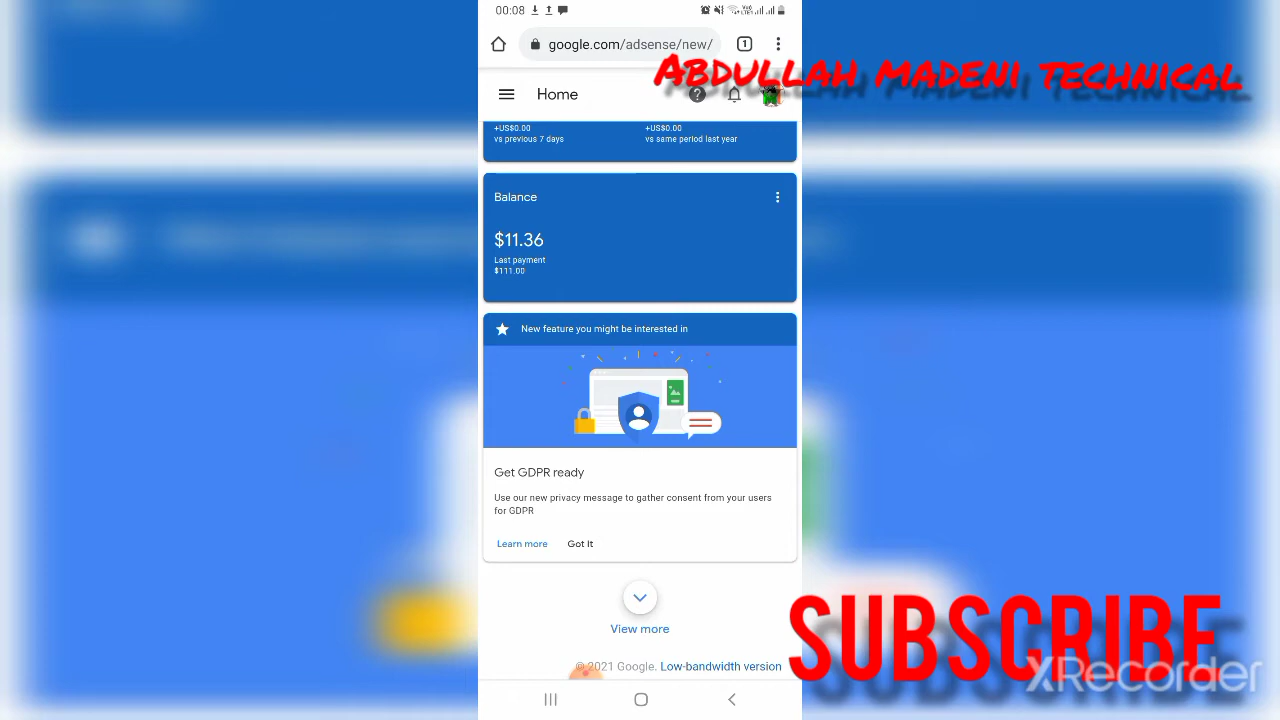 00:08
google.com/adsense/new/
1
Abdullah madeni technical
Home
+US$0.00
vs previous 7 days
+US$0.00
vs same period last year
Balance
$11.36
Last payment
$111.00
New feature you might be interested in
Get GDPR ready
Use our new privacy message to gather consent from your users
for GDPR
Learn more
Got It
View more
© 2021 Google. Low-bandwidth version
SUBSCRIBE
XRecorder